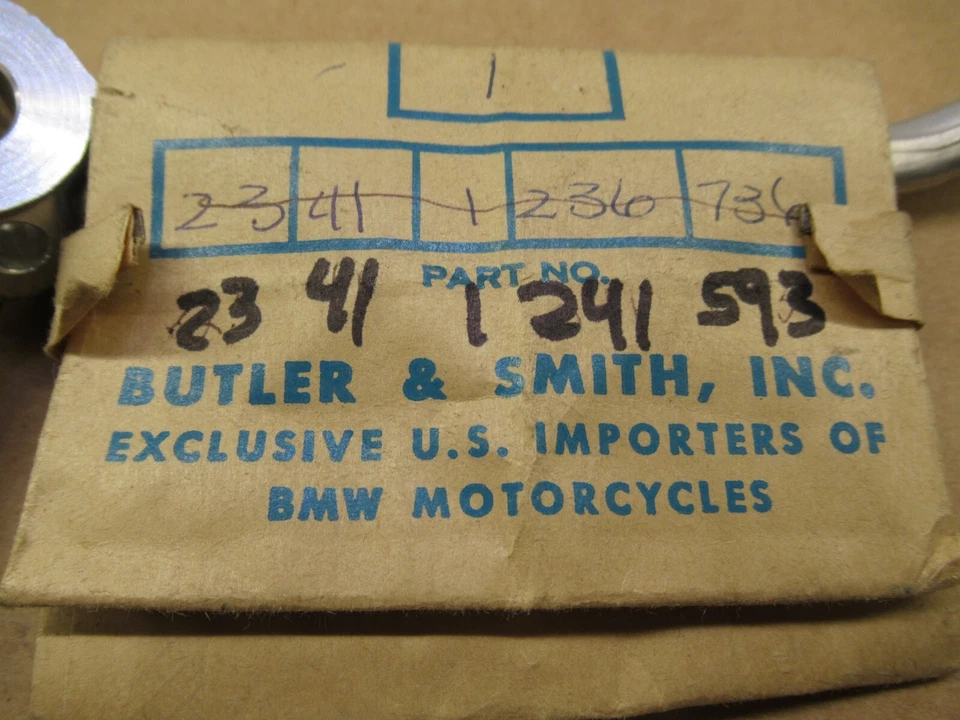 1
23 41 1 236 736
PART NO.
23 41 1 241 593
BUTLER & SMITH, INC.
EXCLUSIVE U.S. IMPORTERS OF
BMW MOTORCYCLES